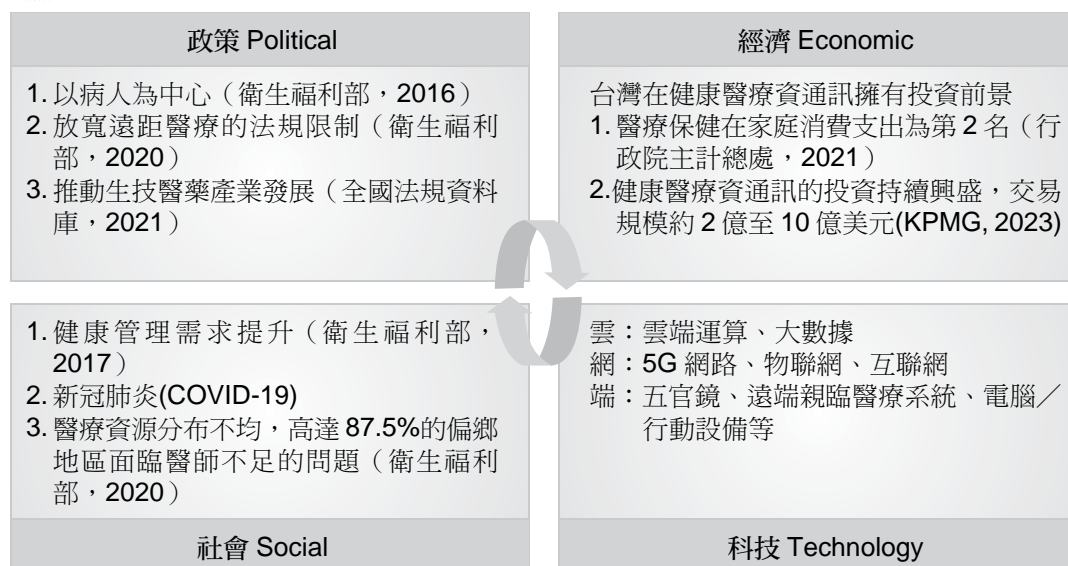 政策 Political
1. 以病人為中心（衛生福利部，2016）
2. 放寬遠距醫療的法規限制（衛生福利
部，2020）
3. 推動生技醫藥產業發展（全國法規資料
庫，2021）
經濟 Economic
台灣在健康醫療資通訊擁有投資前景
1. 醫療保健在家庭消費支出為第 2 名（行
政院主計總處，2021）
2.健康醫療資通訊的投資持續興盛，交易
規模約 2 億至 10 億美元(KPMG, 2023)
1. 健康管理需求提升（衛生福利部，
2017）
2. 新冠肺炎(COVID-19)
3. 醫療資源分布不均，高達 87.5%的偏鄉
地區面臨醫師不足的問題（衛生福利
部，2020）
社會 Social
雲：雲端運算、大數據
網：5G 網路、物聯網、互聯網
端：五官鏡、遠端親臨醫療系統、電腦／
行動設備等
科技 Technology